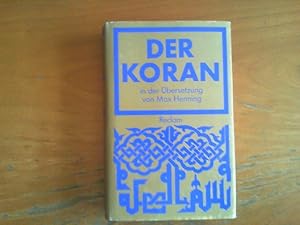 DER
KORAN
in der Übersetzung
von Max Henning
Reclam